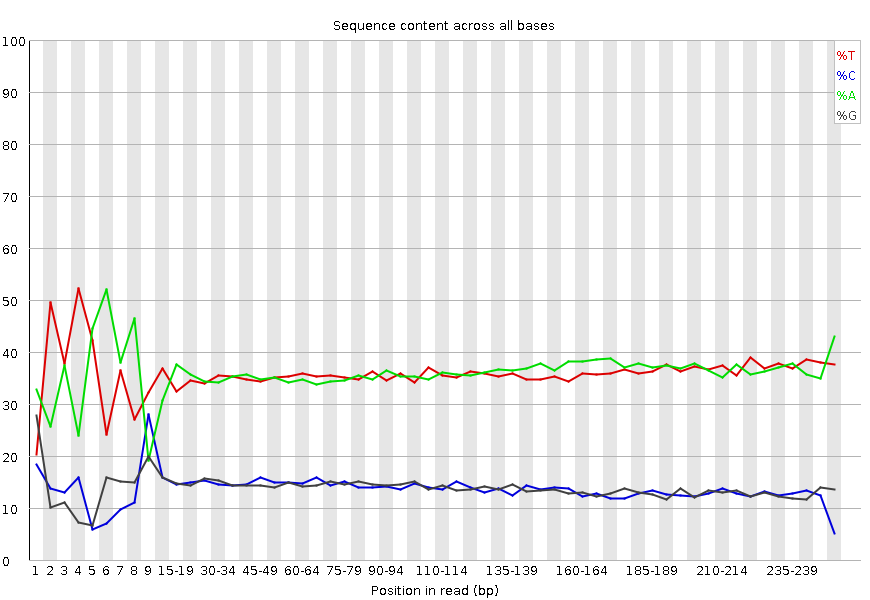 Sequence content across all bases
100
90
80
70
60
50
40
30
20
10
0
%T
%C
%A
%G
1 2 3 4 5 6 7 8 9 15-19 30-34 45-49 60-64 75-79 90-94 110-114 135-139 160-164 185-189 210-214 235-239
Position in read (bp)